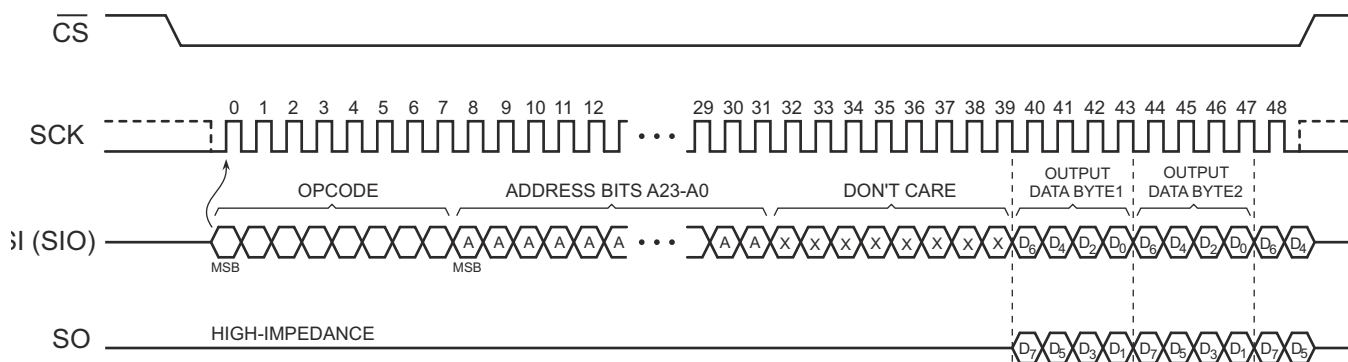 CS
0 1 2 3 4 5 6 7 8 9 10 11 12 29 30 31 32 33 34 35 36 37 38 39 40 41 42 43 44 45 46 47 48
SCK
OPCODE ADDRESS BITS A23-A0 DON'T CARE OUTPUT DATA BYTE1 OUTPUT DATA BYTE2
SI (SIO) A A A A A A A A X X X X X X X X D6 D4 D2 D0 D6 D4 D2 D0 D6 D4
MSB MSB
HIGH-IMPEDANCE
SO D7 D5 D3 D1 D7 D5 D3 D1 D7 D5